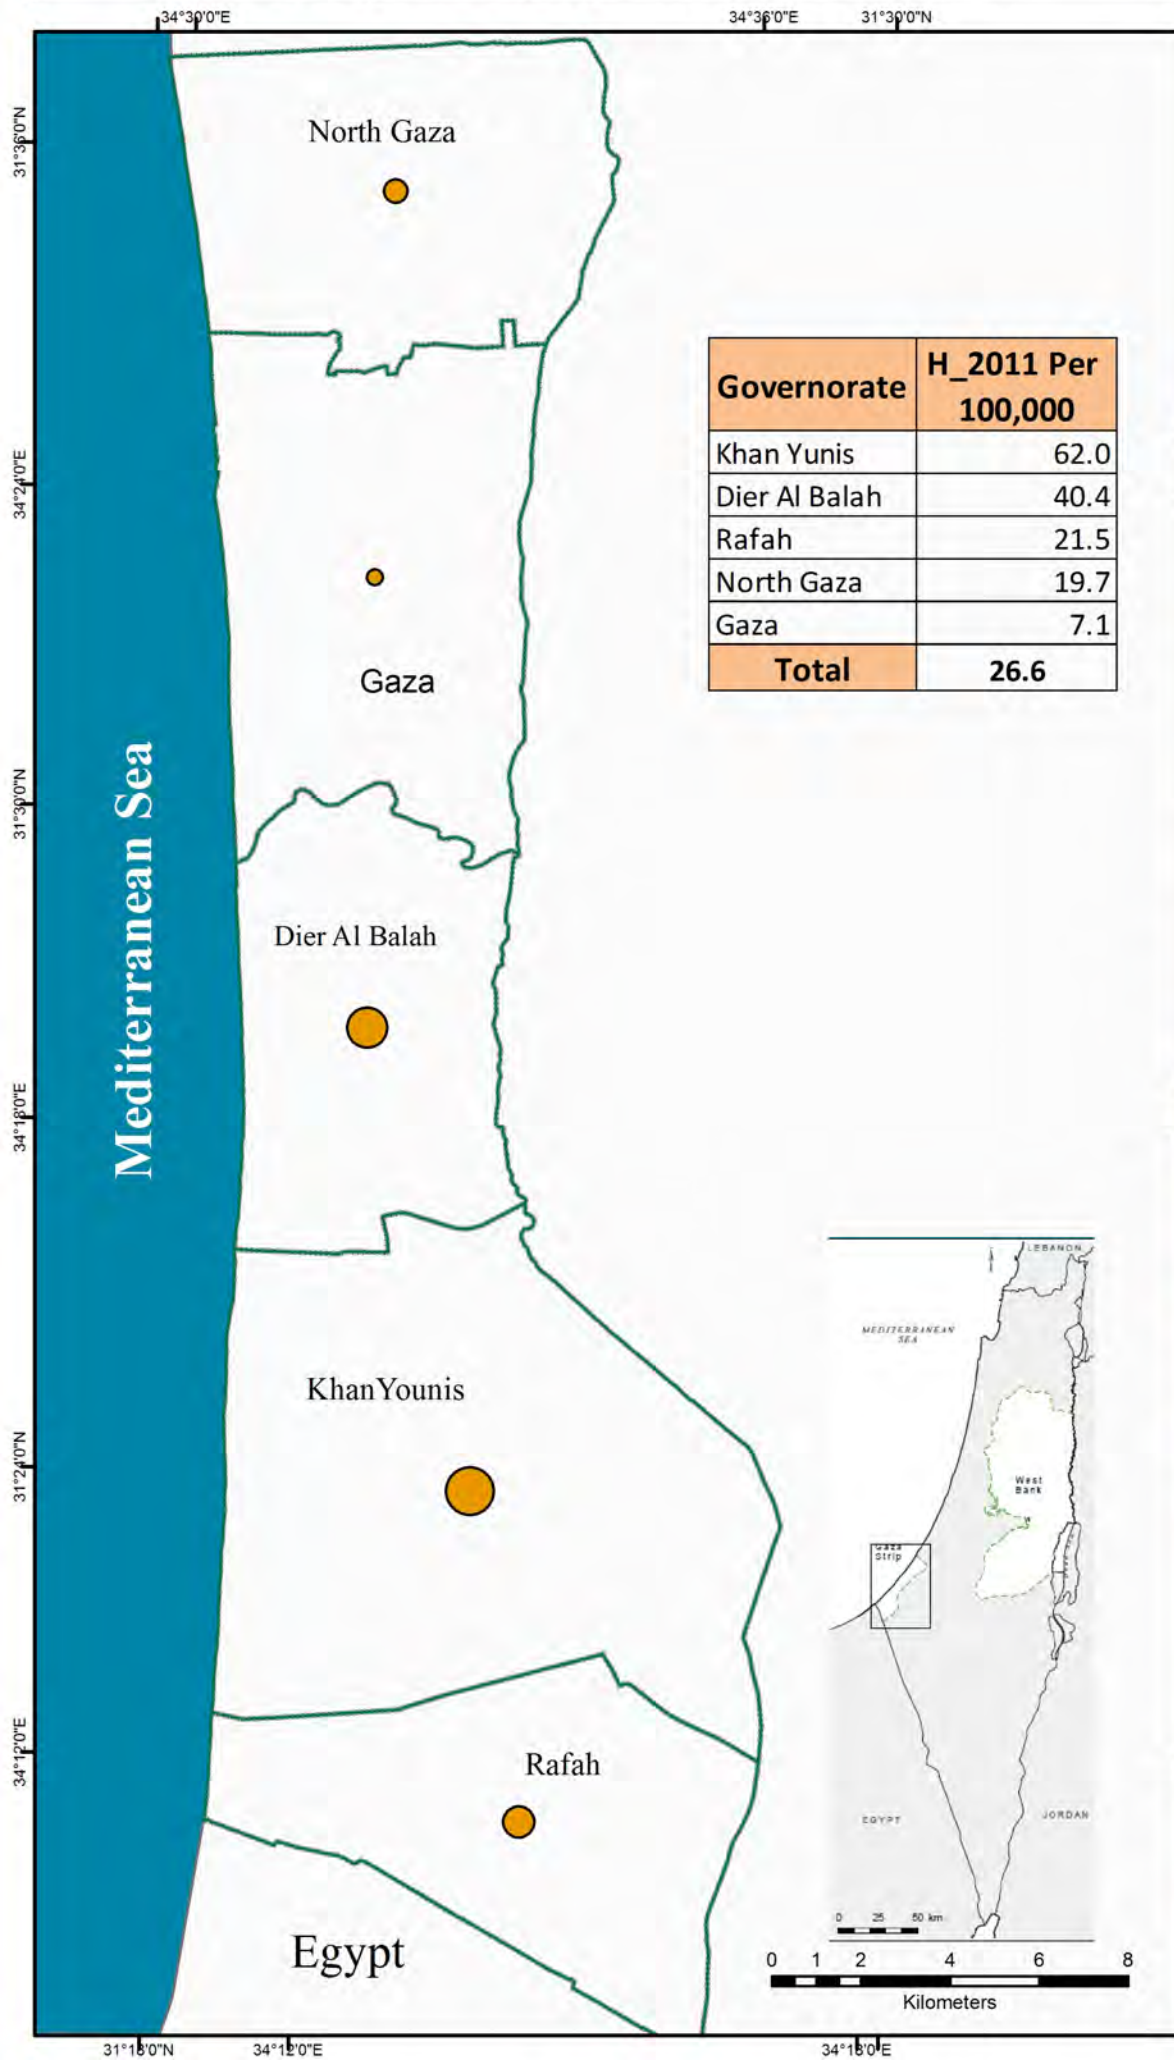 34°30'0"E
34°36'0"E
31°30'0"N
31°36'0"N
North Gaza
Governorate
H_2011 Per
100,000
Khan Yunis
62.0
Dier Al Balah
40.4
Rafah
21.5
North Gaza
19.7
Gaza
7.1
Total
26.6
34°24'0"E
Gaza
31°30'0"N
Mediterranean Sea
Dier Al Balah
34°18'0"E
KhanYounis
31°24'0"N
34°12'0"E
Rafah
Egypt
LEBANON
MEDITERRANEAN
SEA
West
Bank
Gaza
Strip
EGYPT
JORDAN
0 25 50 km
0 1 2 4 6 8
Kilometers
31°18'0"N
34°12'0"E
34°18'0"E